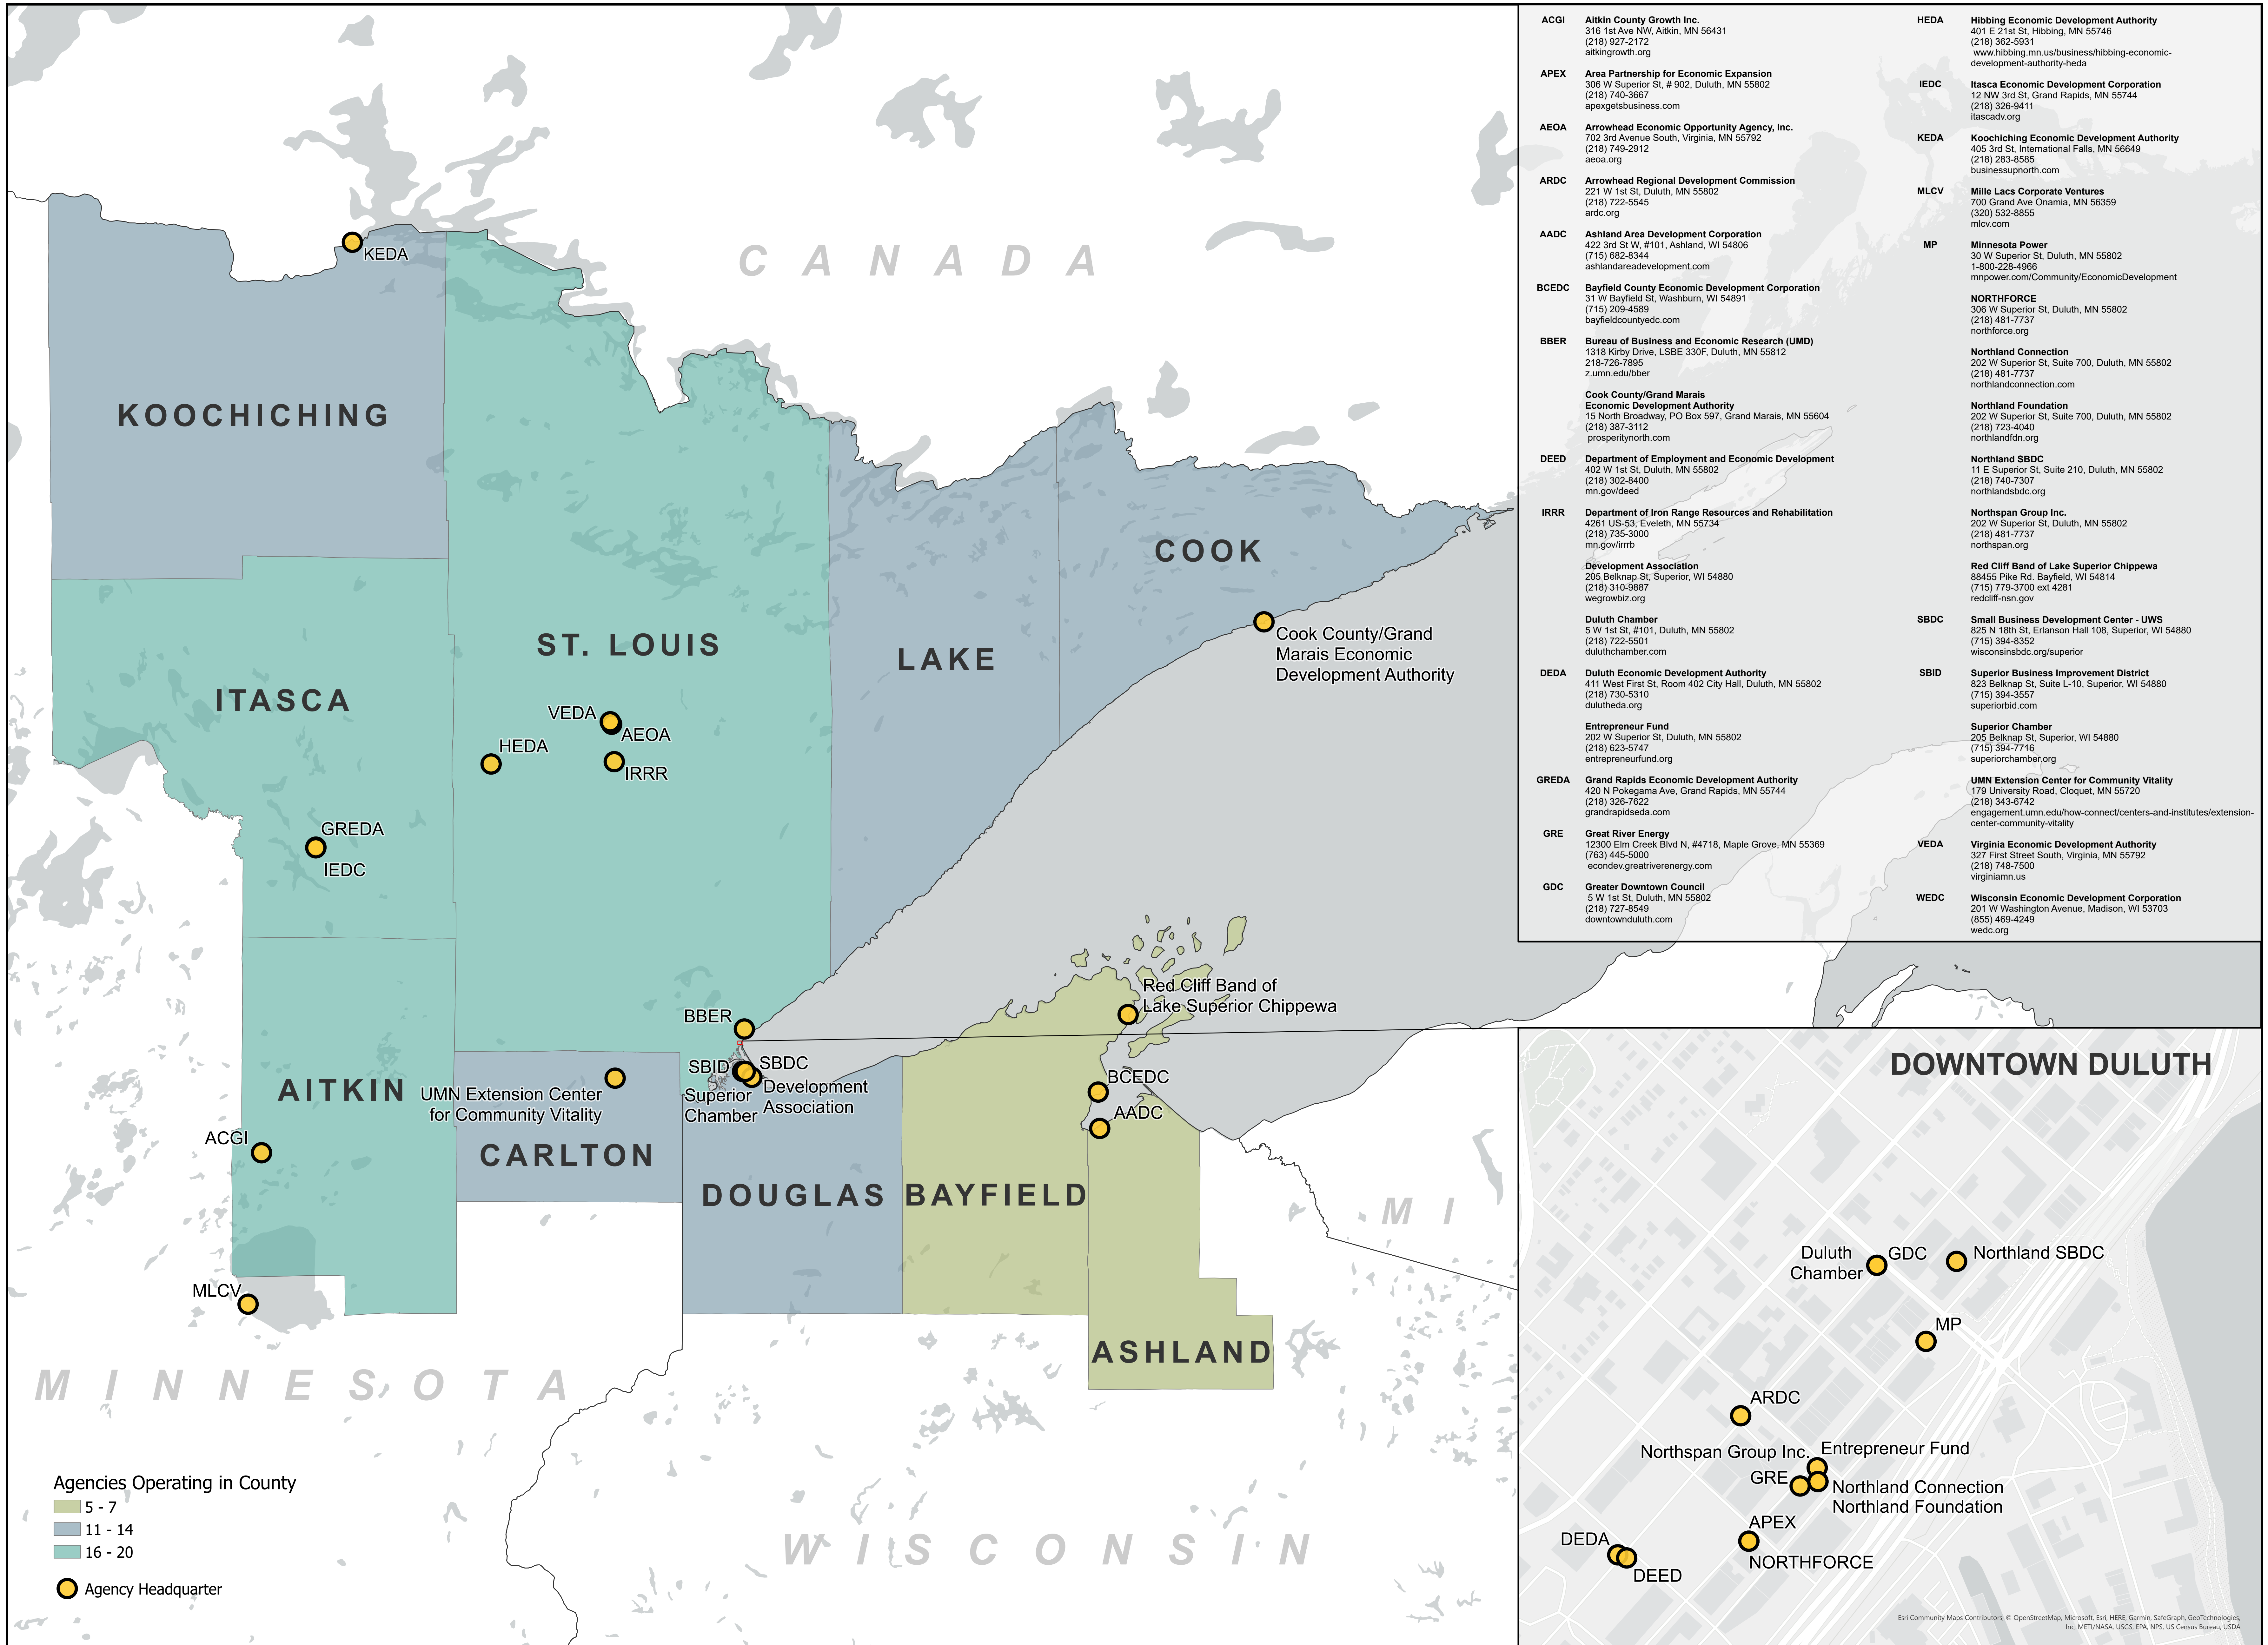 CANADA
KEDA
KOOCHICHING
COOK
ST. LOUIS
LAKE
Cook County/Grand
Marais Economic
Development Authority
ITASCA
VEDA
AEOA
HEDA
IRRR
GREDA
IEDC
Red Cliff Band of
Lake Superior Chippewa
BBER
SBID
SBDC
Superior
Chamber
Development
Association
BCEDC
AADC
AITKIN
UMN Extension Center
for Community Vitality
ACGI
CARLTON
DOUGLAS
BAYFIELD
MI
MLCV
ASHLAND
MINNESOTA
WISCONSIN
Agencies Operating in County
5 - 7
11 - 14
16 - 20
Agency Headquarter
ACGI Aitkin County Growth Inc.
316 1st Ave NW, Aitkin, MN 56431
(218) 927-2172
aitkingrowth.org
APEX Area Partnership for Economic Expansion
306 W Superior St, # 902, Duluth, MN 55802
(218) 740-3667
apexgetsbusiness.com
AEOA Arrowhead Economic Opportunity Agency, Inc.
702 3rd Avenue South, Virginia, MN 55792
(218) 749-2912
aeoa.org
ARDC Arrowhead Regional Development Commission
221 W 1st St, Duluth, MN 55802
(218) 722-5545
ardc.org
AADC Ashland Area Development Corporation
422 3rd St W, #101, Ashland, WI 54806
(715) 682-8344
ashlandareadevelopment.com
BCEDC Bayfield County Economic Development Corporation
31 W Bayfield St, Washburn, WI 54891
(715) 209-4589
bayfieldcountyedc.com
BBER Bureau of Business and Economic Research (UMD)
1318 Kirby Drive, LSBE 330F, Duluth, MN 55812
218-726-7895
z.umn.edu/bber
Cook County/Grand Marais
Economic Development Authority
15 North Broadway, PO Box 597, Grand Marais, MN 55604
(218) 387-3112
prosperitynorth.com
DEED Department of Employment and Economic Development
402 W 1st St, Duluth, MN 55802
(218) 302-8400
mn.gov/deed
IRRR Department of Iron Range Resources and Rehabilitation
4261 US-53, Eveleth, MN 55734
(218) 735-3000
mn.gov/irrrb
Development Association
205 Belknap St, Superior, WI 54880
(218) 310-9887
wegrowbiz.org
Duluth Chamber
5 W 1st St, #101, Duluth, MN 55802
(218) 722-5501
duluthchamber.com
DEDA Duluth Economic Development Authority
411 West First St, Room 402 City Hall, Duluth, MN 55802
(218) 730-5310
dulutheda.org
Entrepreneur Fund
202 W Superior St, Duluth, MN 55802
(218) 623-5747
entrepreneurfund.org
GREDA Grand Rapids Economic Development Authority
420 N Pokegama Ave, Grand Rapids, MN 55744
(218) 326-7622
grandrapidseda.com
GRE Great River Energy
12300 Elm Creek Blvd N, #4718, Maple Grove, MN 55369
(763) 445-5000
econdev.greatriverenergy.com
GDC Greater Downtown Council
5 W 1st St, Duluth, MN 55802
(218) 727-8549
downtownduluth.com
HEDA Hibbing Economic Development Authority
401 E 21st St, Hibbing, MN 55746
(218) 362-5931
www.hibbing.mn.us/business/hibbing-economic-
development-authority-heda
IEDC Itasca Economic Development Corporation
12 NW 3rd St, Grand Rapids, MN 55744
(218) 326-9411
itascadv.org
KEDA Koochiching Economic Development Authority
405 3rd St, International Falls, MN 56649
(218) 283-8585
businessupnorth.com
MLCV Mille Lacs Corporate Ventures
700 Grand Ave Onamia, MN 56359
(320) 532-8855
mlcv.com
MP Minnesota Power
30 W Superior St, Duluth, MN 55802
1-800-228-4966
mnpower.com/Community/EconomicDevelopment
NORTHFORCE
306 W Superior St, Duluth, MN 55802
(218) 481-7737
northforce.org
Northland Connection
202 W Superior St, Suite 700, Duluth, MN 55802
(218) 481-7737
northlandconnection.com
Northland Foundation
202 W Superior St, Suite 700, Duluth, MN 55802
(218) 723-4040
northlandfdn.org
Northland SBDC
11 E Superior St, Suite 210, Duluth, MN 55802
(218) 740-7307
northlandsbdc.org
Northspan Group Inc.
202 W Superior St, Duluth, MN 55802
(218) 481-7737
northspan.org
Red Cliff Band of Lake Superior Chippewa
88455 Pike Rd. Bayfield, WI 54814
(715) 779-3700 ext 4281
redcliff-nsn.gov
SBDC Small Business Development Center - UWS
825 N 18th St, Erlanson Hall 108, Superior, WI 54880
(715) 394-8352
wisconsinsbdc.org/superior
SBID Superior Business Improvement District
823 Belknap St, Suite L-10, Superior, WI 54880
(715) 394-3557
superiorbid.com
Superior Chamber
205 Belknap St, Superior, WI 54880
(715) 394-7716
superiorchamber.org
UMN Extension Center for Community Vitality
179 University Road, Cloquet, MN 55720
(218) 343-6742
engagement.umn.edu/how-connect/centers-and-institutes/extension-
center-community-vitality
VEDA Virginia Economic Development Authority
327 First Street South, Virginia, MN 55792
(218) 748-7500
virginiamn.us
WEDC Wisconsin Economic Development Corporation
201 W Washington Avenue, Madison, WI 53703
(855) 469-4249
wedc.org
DOWNTOWN DULUTH
Duluth
Chamber
GDC
Northland SBDC
MP
ARDC
Northspan Group Inc.
Entrepreneur Fund
GRE
Northland Connection
Northland Foundation
APEX
NORTHFORCE
DEDA
DEED
Esri Community Maps Contributors, © OpenStreetMap, Microsoft, Esri, HERE, Garmin, SafeGraph, GeoTechnologies,
Inc, METI/NASA, USGS, EPA, NPS, US Census Bureau, USDA